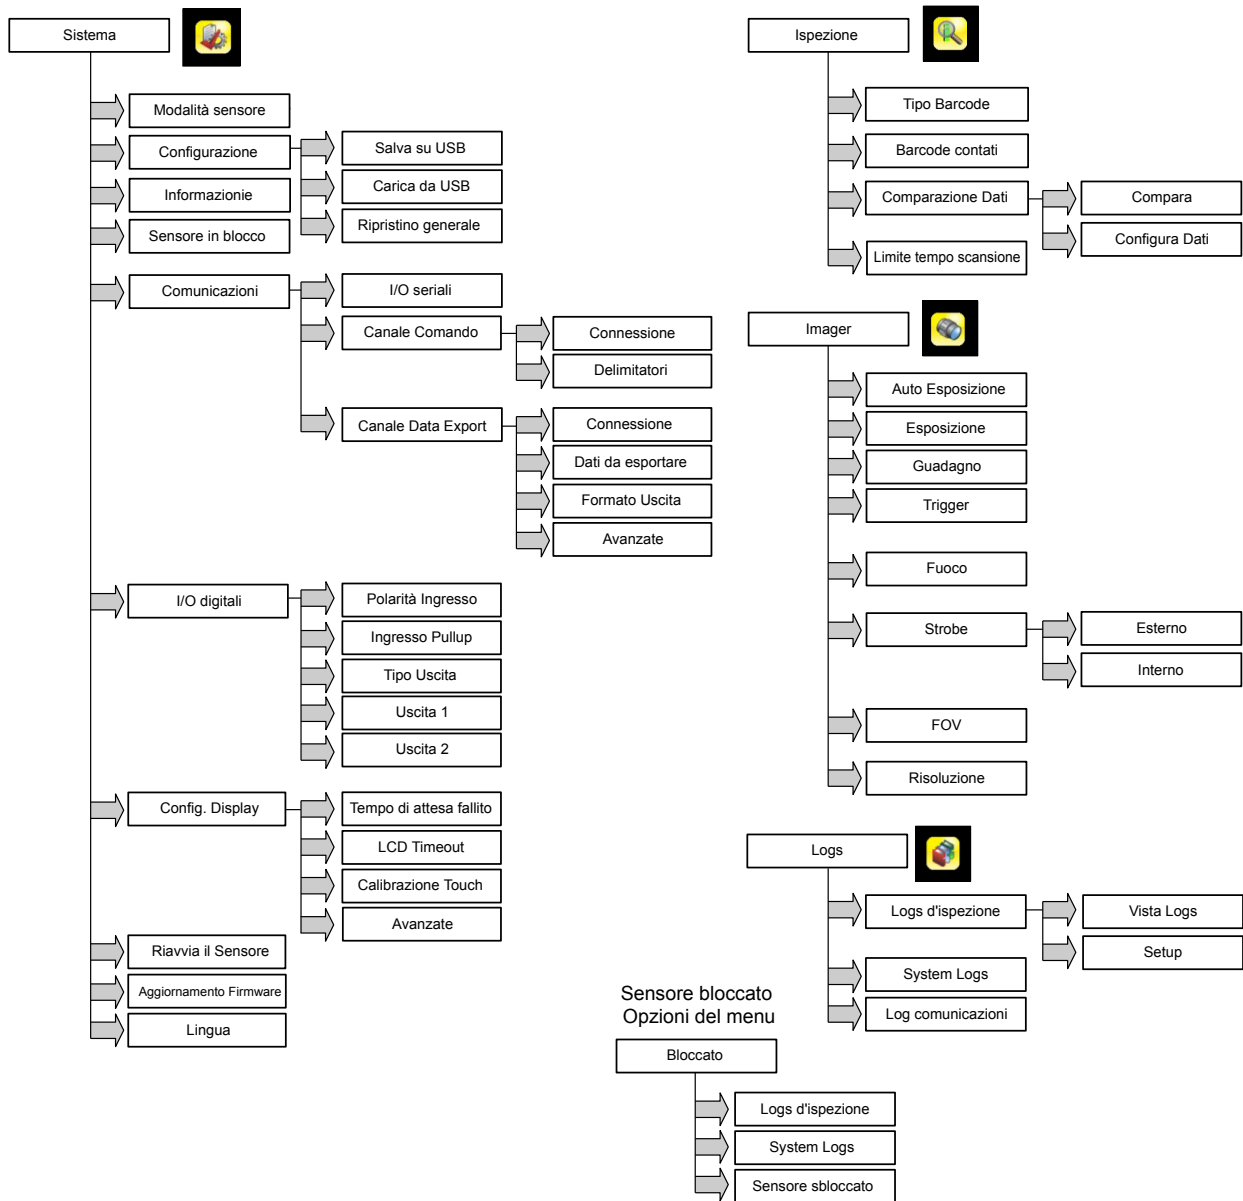 Sistema
Modalità sensore
Configurazione
Salva su USB
Carica da USB
Ripristino generale
Informazionie
Sensore in blocco
Comunicazioni
I/O seriali
Canale Comando
Connessione
Delimitatori
Canale Data Export
Connessione
Dati da esportare
Formato Uscita
Avanzate
I/O digitali
Polarità Ingresso
Ingresso Pullup
Tipo Uscita
Uscita 1
Uscita 2
Config. Display
Tempo di attesa fallito
LCD Timeout
Calibrazione Touch
Avanzate
Riavvia il Sensore
Aggiornamento Firmware
Lingua
Ispezione
Tipo Barcode
Barcode contati
Comparazione Dati
Compara
Configura Dati
Limite tempo scansione
Imager
Auto Esposizione
Esposizione
Guadagno
Trigger
Fuoco
Strobe
Esterno
Interno
FOV
Risoluzione
Logs
Logs d'ispezione
Vista Logs
Setup
System Logs
Log comunicazioni
Sensore bloccato
Opzioni del menu
Bloccato
Logs d'ispezione
System Logs
Sensore sbloccato